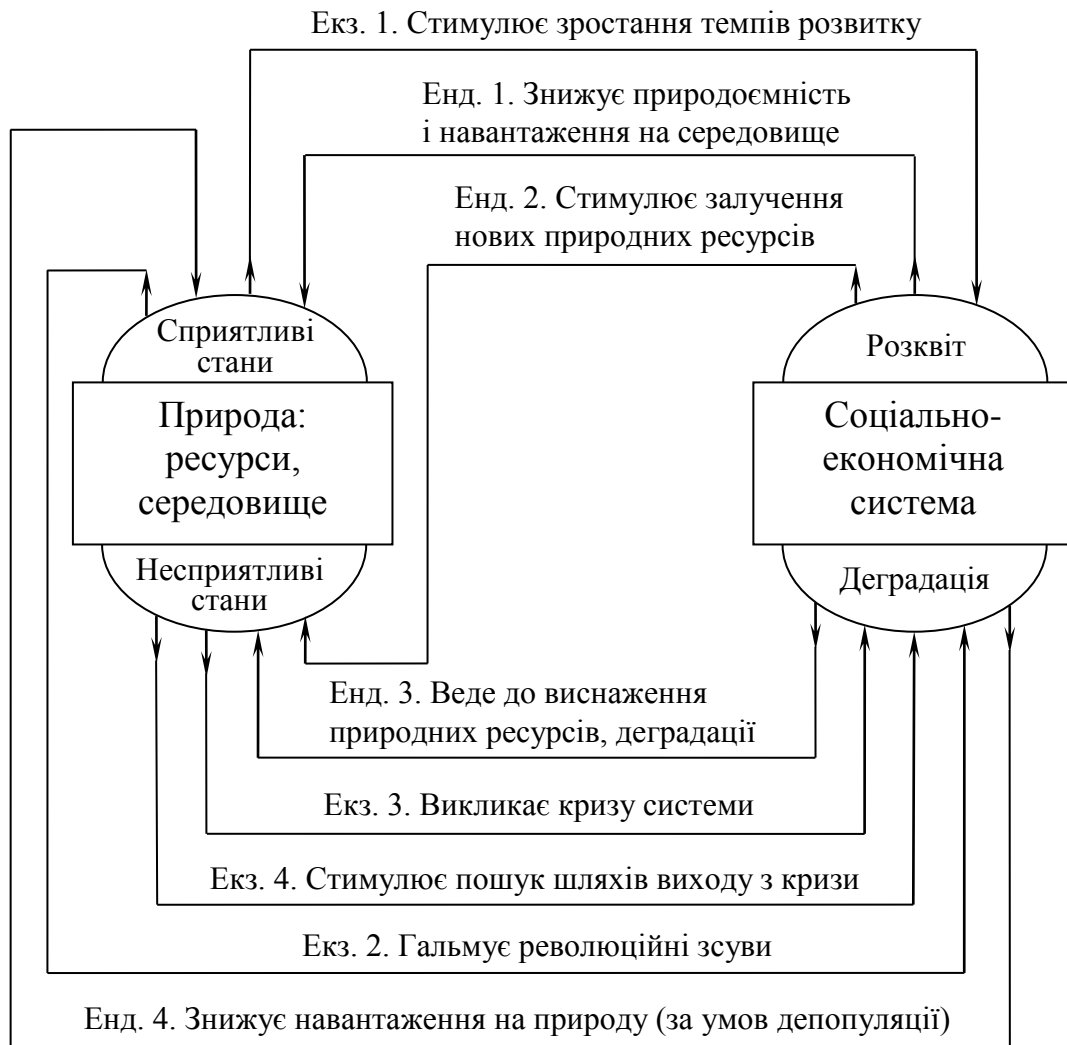 Екз. 1. Стимулює зростання темпів розвитку
Енд. 1. Знижує природоємність
і навантаження на середовище
Енд. 2. Стимулює залучення
нових природних ресурсів
Сприятливі
стани
Розквіт
Природа:
ресурси,
середовище
Соціально-
економічна
система
Несприятливі
стани
Деградація
Енд. 3. Веде до виснаження
природних ресурсів, деградації
Екз. 3. Викликає кризу системи
Екз. 4. Стимулює пошук шляхів виходу з кризи
Екз. 2. Гальмує революційні зсуви
Енд. 4. Знижує навантаження на природу (за умов депопуляції)